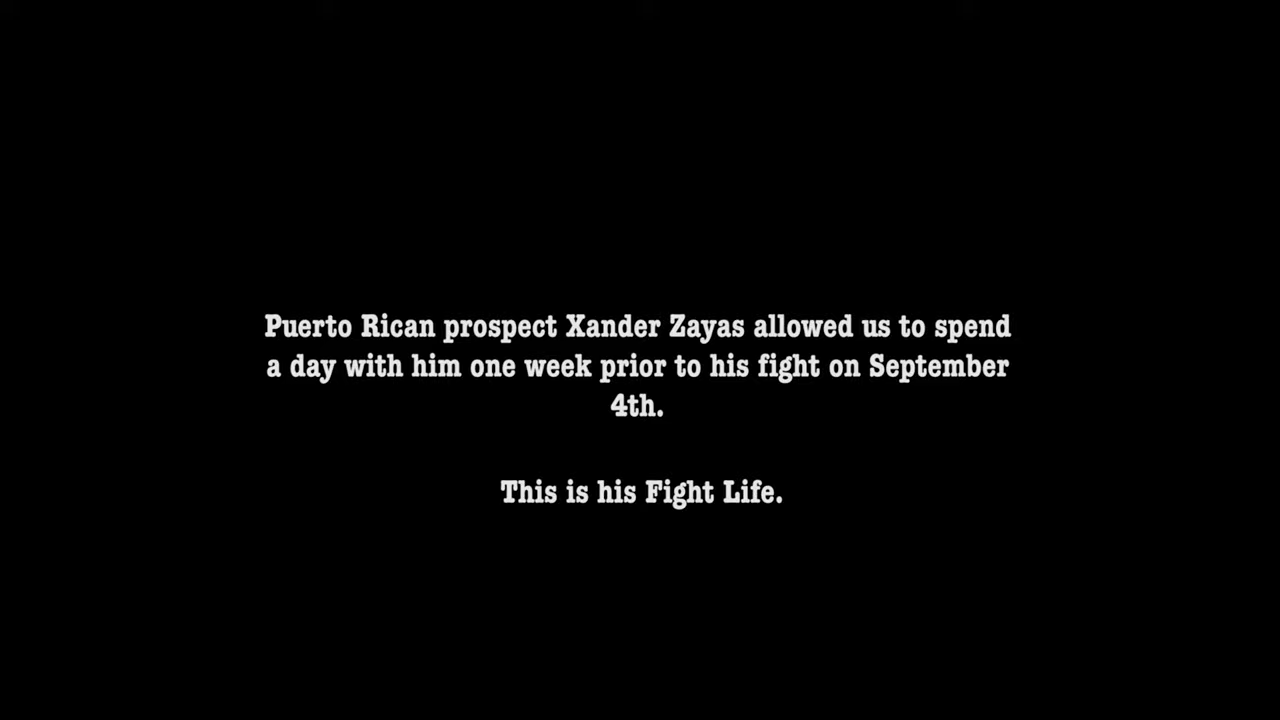 Puerto Rican prospect Xander Zayas allowed us to spend
a day with him one week prior to his fight on September
4th.
This is his Fight Life.